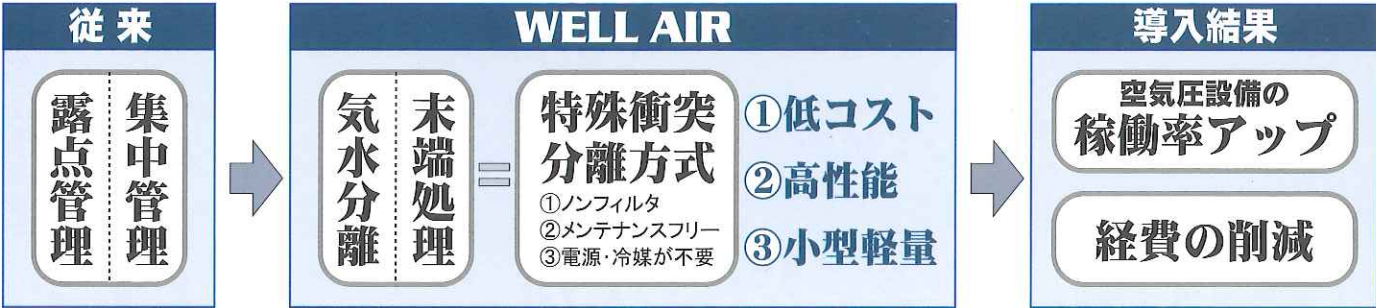 従来
集中管理
露点管理
WELL AIR
末端処理
気水分離
=
特殊衝突
分離方式
①ノンフィルタ
②メンテナンスフリー
③電源・冷媒が不要
①低コスト
②高性能
③小型軽量
導入結果
空気圧設備の
稼働率アップ
経費の削減